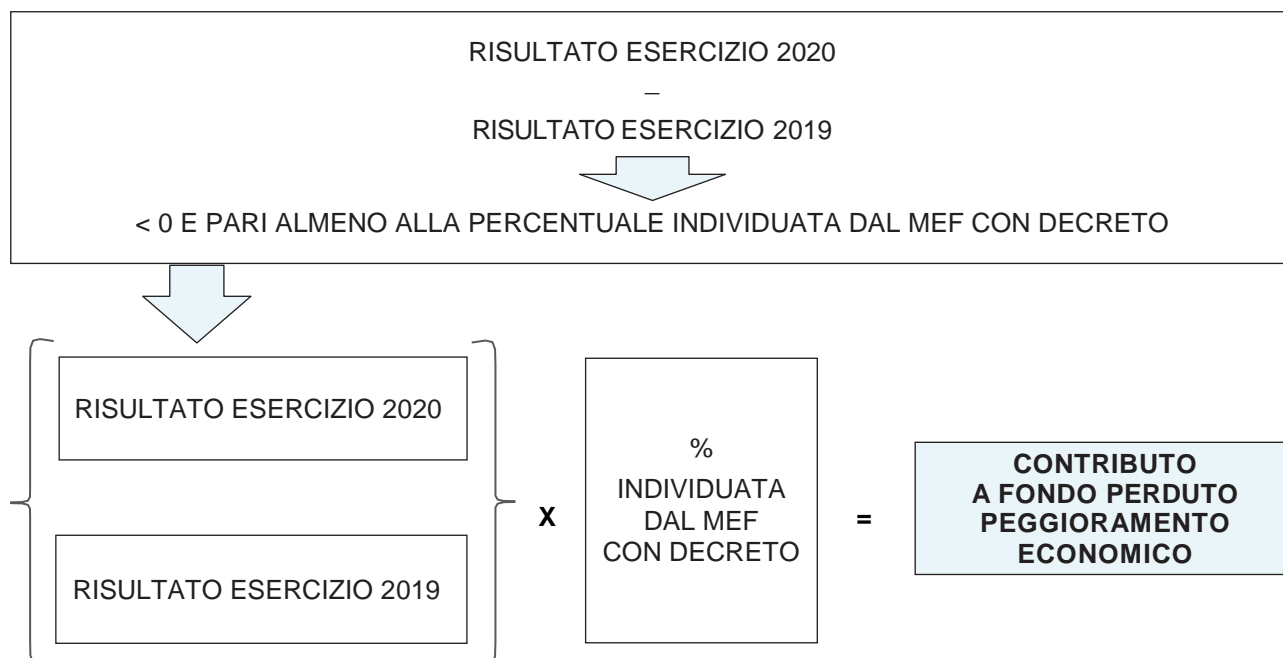 RISULTATO ESERCIZIO 2020
–
RISULTATO ESERCIZIO 2019
< 0 E PARI ALMENO ALLA PERCENTUALE INDIVIDUATA DAL MEF CON DECRETO
RISULTATO ESERCIZIO 2020
RISULTATO ESERCIZIO 2019
X
%
INDIVIDUATA
DAL MEF
CON DECRETO
=
CONTRIBUTO
A FONDO PERDUTO
PEGGIORAMENTO
ECONOMICO